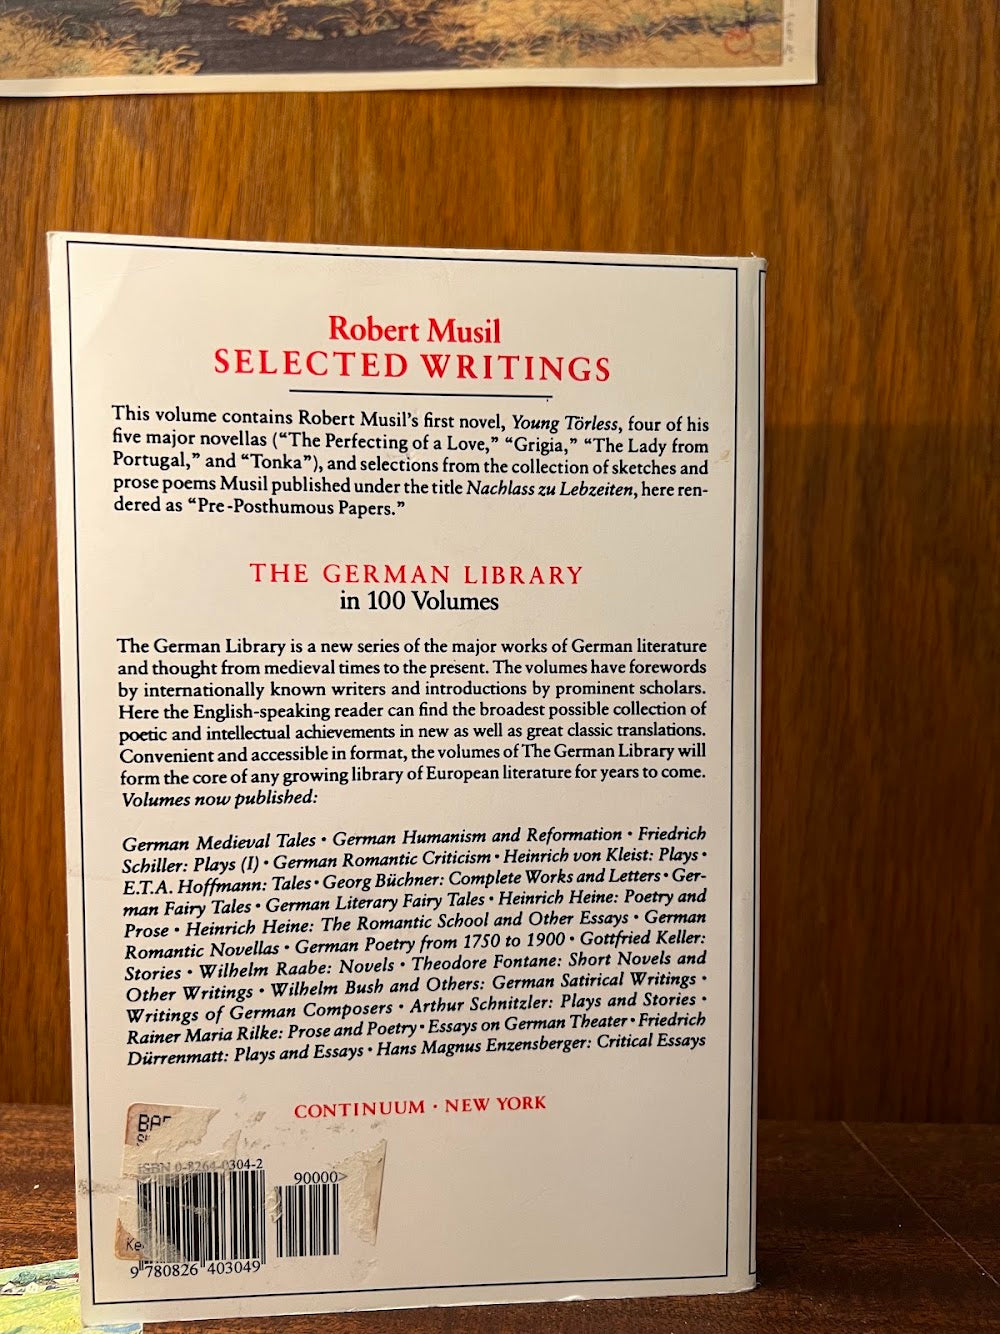 Robert Musil
SELECTED WRITINGS
This volume contains Robert Musil's first novel, Young Törless, four of his
five major novellas (“The Perfecting of a Love,” “Grigia,” “The Lady from
Portugal,” and “Tonka”), and selections from the collection of sketches and
prose poems Musil published under the title Nachlass zu Lebzeiten, here ren-
dered as “Pre-Posthumous Papers.”
THE GERMAN LIBRARY
in 100 Volumes
The German Library is a new series of the major works of German literature
and thought from medieval times to the present. The volumes have forewords
by internationally known writers and introductions by prominent scholars.
Here the English-speaking reader can find the broadest possible collection of
poetic and intellectual achievements in new as well as great classic translations.
Convenient and accessible in format, the volumes of The German Library will
form the core of any growing library of European literature for years to come.
Volumes now published:
German Medieval Tales • German Humanism and Reformation • Friedrich
Schiller: Plays (I) • German Romantic Criticism • Heinrich von Kleist: Plays •
E.T.A. Hoffmann: Tales • Georg Büchner: Complete Works and Letters • Ger-
man Fairy Tales • German Literary Fairy Tales • Heinrich Heine: Poetry and
Prose • Heinrich Heine: The Romantic School and Other Essays • German
Romantic Novellas • German Poetry from 1750 to 1900 • Gottfried Keller:
Stories • Wilhelm Raabe: Novels • Theodore Fontane: Short Novels and
Other Writings • Wilhelm Bush and Others: German Satirical Writings •
Writings of German Composers • Arthur Schnitzler: Plays and Stories •
Rainer Maria Rilke: Prose and Poetry • Essays on German Theater • Friedrich
Dürrenmatt: Plays and Essays • Hans Magnus Enzensberger: Critical Essays
CONTINUUM • NEW YORK
ISBN 0-8264-0304-2
90000>
Ke
9 780826 403049